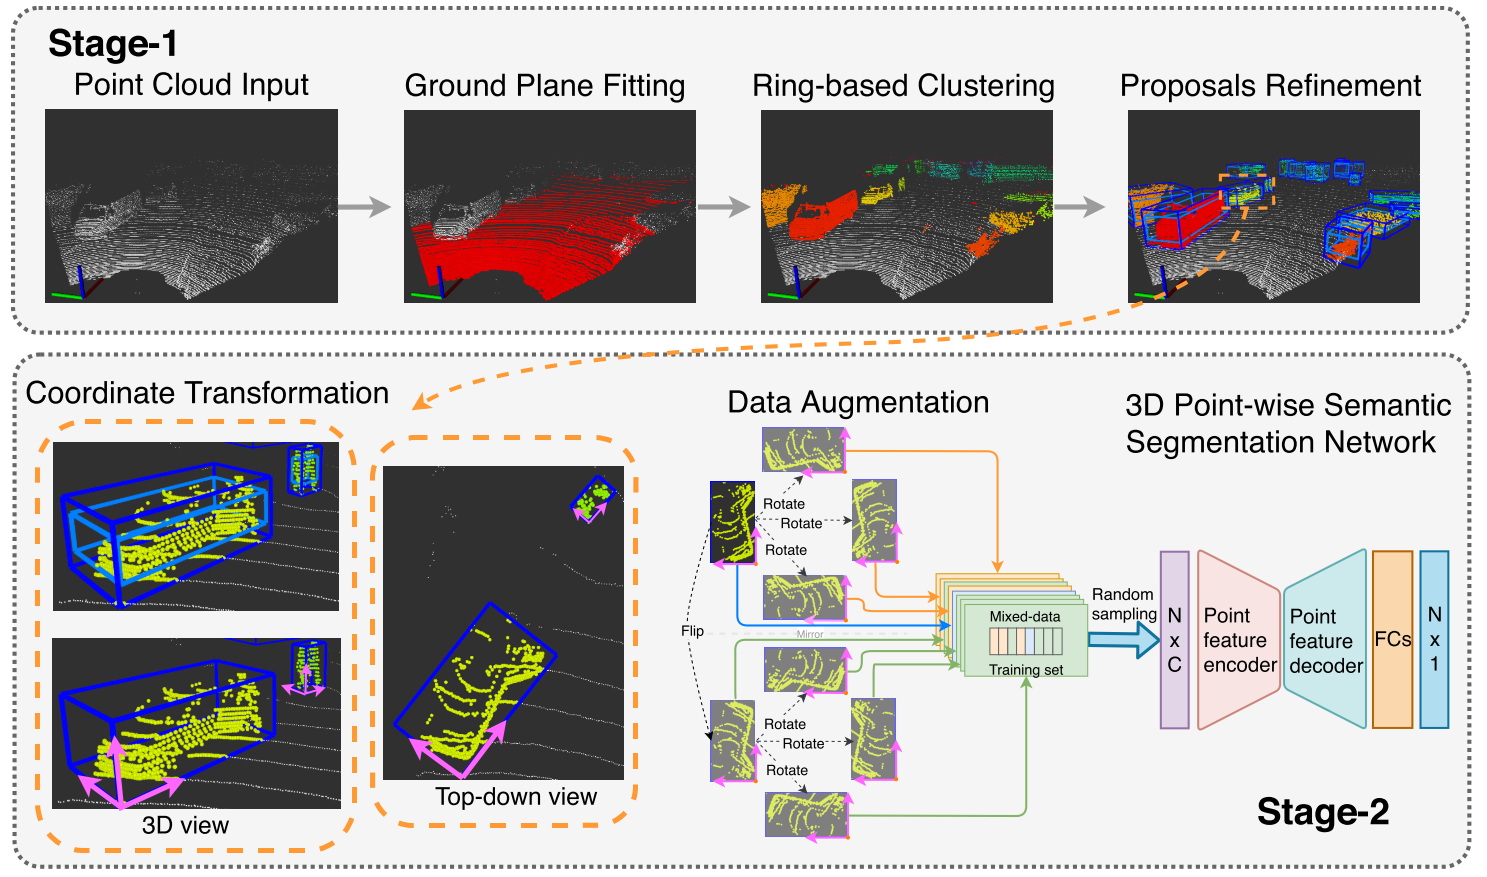 Stage-1
Point Cloud Input
Ground Plane Fitting
Ring-based Clustering
Proposals Refinement
Coordinate Transformation
3D view
Top-down view
Data Augmentation
Rotate
Rotate
Rotate
Flip
Mirror
Rotate
Rotate
Rotate
Mixed-data
Training set
Random
sampling
3D Point-wise Semantic
Segmentation Network
N
x
C
Point
feature
encoder
Point
feature
decoder
FCs
N
x
1
Stage-2